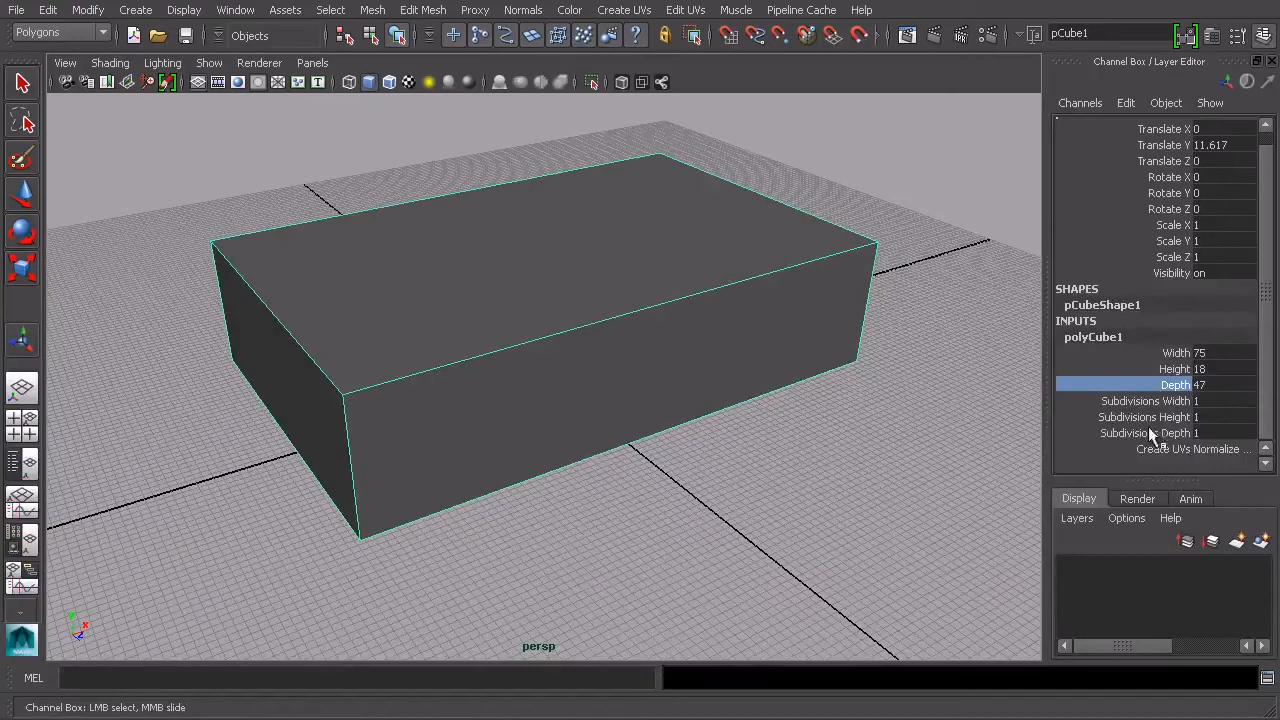 File Edit Modify Create Display Window Assets Select Mesh Edit Mesh Proxy Normals Color Create UVs Edit UVs Muscle Pipeline Cache Help
Polygons Objects pCube1
View Shading Lighting Show Renderer Panels
Channel Box / Layer Editor
Channels Edit Object Show
Translate X 0
Translate Y 11.617
Translate Z 0
Rotate X 0
Rotate Y 0
Rotate Z 0
Scale X 1
Scale Y 1
Scale Z 1
Visibility on
SHAPES
pCubeShape1
INPUTS
polyCube1
Width 75
Height 18
Depth 47
Subdivisions Width 1
Subdivisions Height 1
Subdivisions Depth 1
Create UVs Normalize ...
Display Render Anim
Layers Options Help
y
x
z
persp
MEL
Channel Box: LMB select, MMB slide